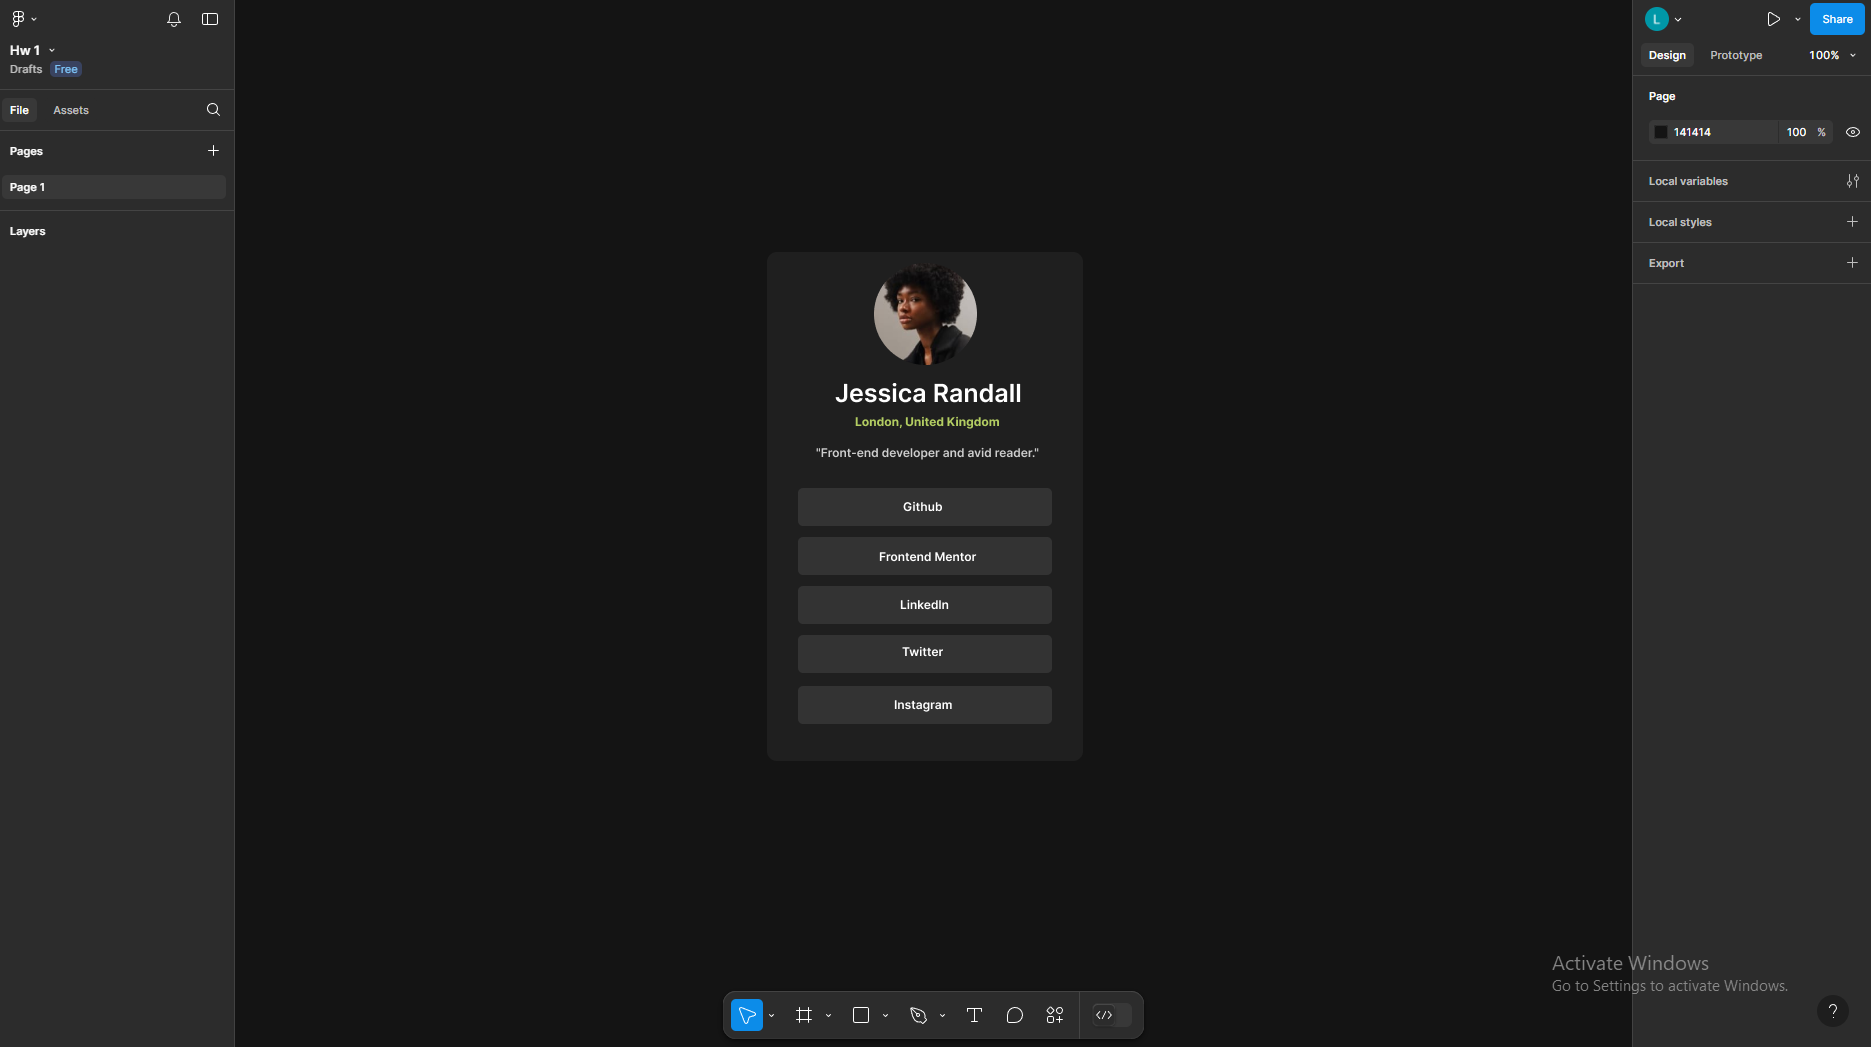 Hw 1
Drafts Free
File Assets
Pages
Page 1
Layers
Jessica Randall
London, United Kingdom
"Front-end developer and avid reader."
Github
Frontend Mentor
LinkedIn
Twitter
Instagram
L
Share
Design Prototype 100%
Page
141414 100 %
Local variables
Local styles
Export
Activate Windows
Go to Settings to activate Windows.
?